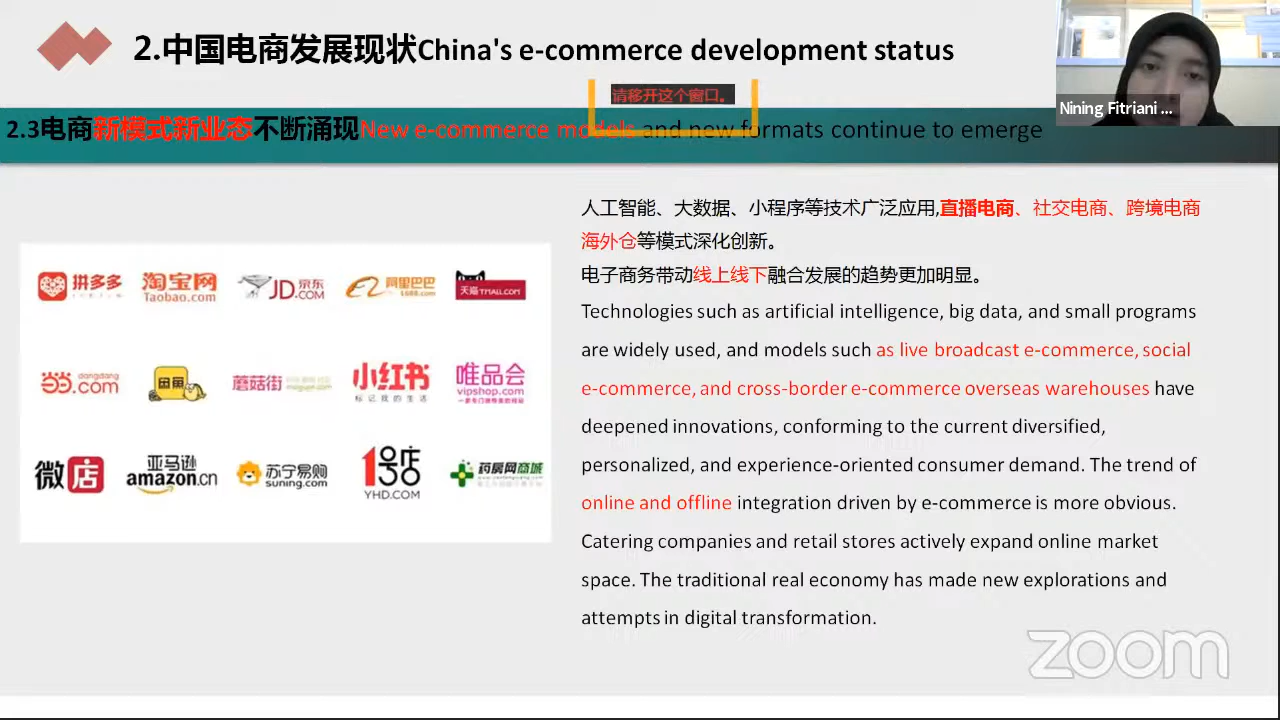 2.中国电商发展现状China's e-commerce development status
Nining Fitriani ...
请移开这个窗口。
2.3电商新模式新业态不断涌现New e-commerce models and new formats continue to emerge
人工智能、大数据、小程序等技术广泛应用,直播电商、社交电商、跨境电商
海外仓等模式深化创新。
电子商务带动线上线下融合发展的趋势更加明显。
Technologies such as artificial intelligence, big data, and small programs
are widely used, and models such as live broadcast e-commerce, social
e-commerce, and cross-border e-commerce overseas warehouses have
deepened innovations, conforming to the current diversified,
personalized, and experience-oriented consumer demand. The trend of
online and offline integration driven by e-commerce is more obvious.
Catering companies and retail stores actively expand online market
space. The traditional real economy has made new explorations and
attempts in digital transformation.
拼多多
淘宝网
Taobao.com
JD.COM 京东
阿里巴巴
1688.com
天猫 TMALL.COM
dangdang
当当.com
闲鱼
蘑菇街
小红书
标记我的生活
唯品会
vipshop.com
微店
亚马逊
amazon.cn
苏宁易购
suning.com
1号店
YHD.COM
药房网商城
zoom